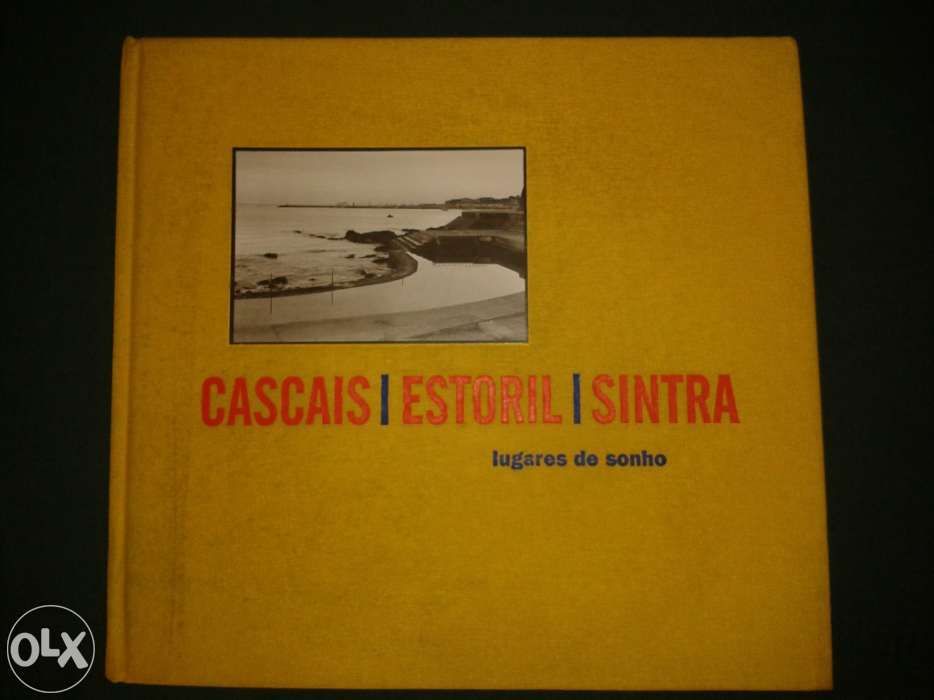 CASCAIS | ESTORIL | SINTRA
lugares de sonho
OLX